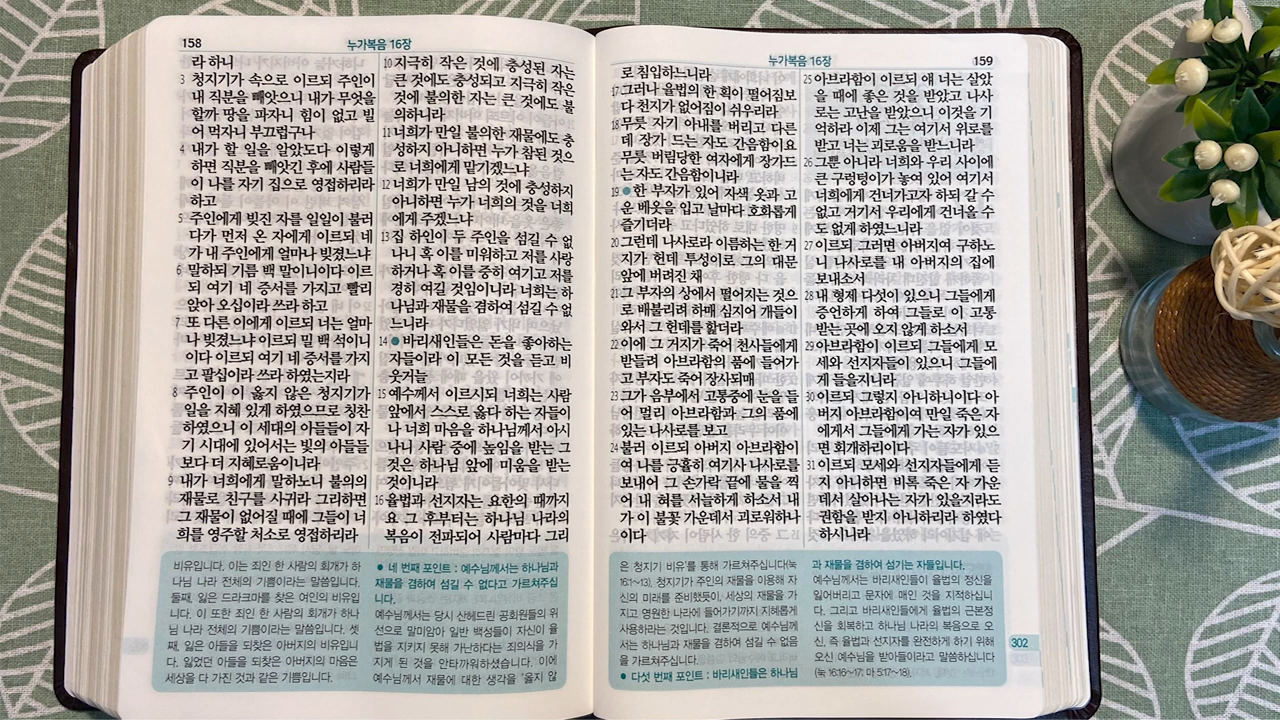 158
누가복음 16장
라 하니
3 청지기가 속으로 이르되 주인이
내 직분을 빼앗으니 내가 무엇을
할까 땅을 파자니 힘이 없고 빌
어 먹자니 부끄럽구나
4 내가 할 일을 알았도다 이렇게
하면 직분을 빼앗긴 후에 사람들
이 나를 자기 집으로 영접하리라
하고
5 주인에게 빚진 자를 일일이 불러
다가 먼저 온 자에게 이르되 네
가 내 주인에게 얼마나 빚졌느냐
6 말하되 기름 백 말이니이다 이르
되 여기 네 증서를 가지고 빨리
앉아 오십이라 쓰라 하고
7 또 다른 이에게 이르되 너는 얼마
나 빚졌느냐 이르되 밀 백 석이니
이다 이르되 여기 네 증서를 가지
고 팔십이라 쓰라 하였는지라
8 주인이 이 옳지 않은 청지기가
일을 지혜 있게 하였으므로 칭찬
하였으니 이 세대의 아들들이 자
기 시대에 있어서는 빛의 아들들
보다 더 지혜로움이니라
9 내가 너희에게 말하노니 불의의
재물로 친구를 사귀라 그리하면
그 재물이 없어질 때에 그들이 너
희를 영주할 처소로 영접하리라
10 지극히 작은 것에 충성된 자는
큰 것에도 충성되고 지극히 작은
것에 불의한 자는 큰 것에도 불
의하니라
11 너희가 만일 불의한 재물에도 충
성하지 아니하면 누가 참된 것으
로 너희에게 맡기겠느냐
12 너희가 만일 남의 것에 충성하지
아니하면 누가 너희의 것을 너희
에게 주겠느냐
13 집 하인이 두 주인을 섬길 수 없
나니 혹 이를 미워하고 저를 사랑
하거나 혹 이를 중히 여기고 저를
경히 여길 것임이니라 너희는 하
나님과 재물을 겸하여 섬길 수 없
느니라
14 ●바리새인들은 돈을 좋아하는
자들이라 이 모든 것을 듣고 비
웃거늘
15 예수께서 이르시되 너희는 사람
앞에서 스스로 옳다 하는 자들이
나 너희 마음을 하나님께서 아시
나니 사람 중에 높임을 받는 그
것은 하나님 앞에 미움을 받는
것이니라
16 율법과 선지자는 요한의 때까지
요 그 후부터는 하나님 나라의
복음이 전파되어 사람마다 그리
비유입니다. 이는 죄인 한 사람의 회개가 하
나님 나라 전체의 기쁨이라는 말씀입니다.
둘째, 잃은 드라크마를 찾은 여인의 비유입
니다. 이 또한 죄인 한 사람의 회개가 하나
님 나라 전체의 기쁨이라는 말씀입니다. 셋
째, 잃은 아들을 되찾은 아버지의 비유입니
다. 잃었던 아들을 되찾은 아버지의 마음은
세상을 다 가진 것과 같은 기쁨입니다.
● 네 번째 포인트 : 예수님께서는 하나님과
재물을 겸하여 섬길 수 없다고 가르쳐주십
니다.
예수님께서는 당시 산헤드린 공회원들의 위
선으로 말미암아 일반 백성들이 자신이 율
법을 지키지 못해 가난하다는 죄의식을 가
지게 된 것을 안타까워하셨습니다. 이에
예수님께서 재물에 대한 생각을 '옳지 않
누가복음 16장
159
로 침입하느니라
17 그러나 율법의 한 획이 떨어짐보
다 천지가 없어짐이 쉬우리라
18 무릇 자기 아내를 버리고 다른
데 장가 드는 자도 간음함이요
무릇 버림당한 여자에게 장가드
는 자도 간음함이니라
19 ●한 부자가 있어 자색 옷과 고
운 베옷을 입고 날마다 호화롭게
즐기더라
20 그런데 나사로라 이름하는 한 거
지가 헌데 투성이로 그의 대문
앞에 버려진 채
21 그 부자의 상에서 떨어지는 것으
로 배불리려 하매 심지어 개들이
와서 그 헌데를 핥더라
22 이에 그 거지가 죽어 천사들에게
받들려 아브라함의 품에 들어가
고 부자도 죽어 장사되매
23 그가 음부에서 고통중에 눈을 들
어 멀리 아브라함과 그의 품에
있는 나사로를 보고
24 불러 이르되 아버지 아브라함이
여 나를 긍휼히 여기사 나사로를
보내어 그 손가락 끝에 물을 찍
어 내 혀를 서늘하게 하소서 내
가 이 불꽃 가운데서 괴로워하나
이다
25 아브라함이 이르되 얘 너는 살았
을 때에 좋은 것을 받았고 나사
로는 고난을 받았으니 이것을 기
억하라 이제 그는 여기서 위로를
받고 너는 괴로움을 받느니라
26 그뿐 아니라 너희와 우리 사이에
큰 구렁텅이가 놓여 있어 여기서
너희에게 건너가고자 하되 갈 수
없고 거기서 우리에게 건너올 수
도 없게 하였느니라
27 이르되 그러면 아버지여 구하노
니 나사로를 내 아버지의 집에
보내소서
28 내 형제 다섯이 있으니 그들에게
증언하게 하여 그들로 이 고통
받는 곳에 오지 않게 하소서
29 아브라함이 이르되 그들에게 모
세와 선지자들이 있으니 그들에
게 들을지니라
30 이르되 그렇지 아니하니이다 아
버지 아브라함이여 만일 죽은 자
에게서 그들에게 가는 자가 있으
면 회개하리이다
31 이르되 모세와 선지자들에게 듣
지 아니하면 비록 죽은 자 가운
데서 살아나는 자가 있을지라도
권함을 받지 아니하리라 하였다
하시니라
은 청지기 비유'를 통해 가르쳐주십니다(눅
16:1~13). 청지기가 주인의 재물을 이용해 자
신의 미래를 준비했듯이, 세상의 재물을 가
지고 영원한 나라에 들어가기까지 지혜롭게
사용하라는 것입니다. 결론적으로 예수님께
서는 하나님과 재물을 겸하여 섬길 수 없음
을 가르쳐주십니다.
● 다섯 번째 포인트 : 바리새인들은 하나님
과 재물을 겸하여 섬기는 자들입니다.
예수님께서는 바리새인들이 율법의 정신을
잃어버리고 문자에 매인 것을 지적하십니
다. 그리고 바리새인들에게 율법의 근본정
신을 회복하고 하나님 나라의 복음으로 오
신, 즉 율법과 선지자를 완전하게 하기 위해
오신 예수님을 받아들이라고 말씀하십니다
(눅 16:16~17; 마 5:17~18).
302